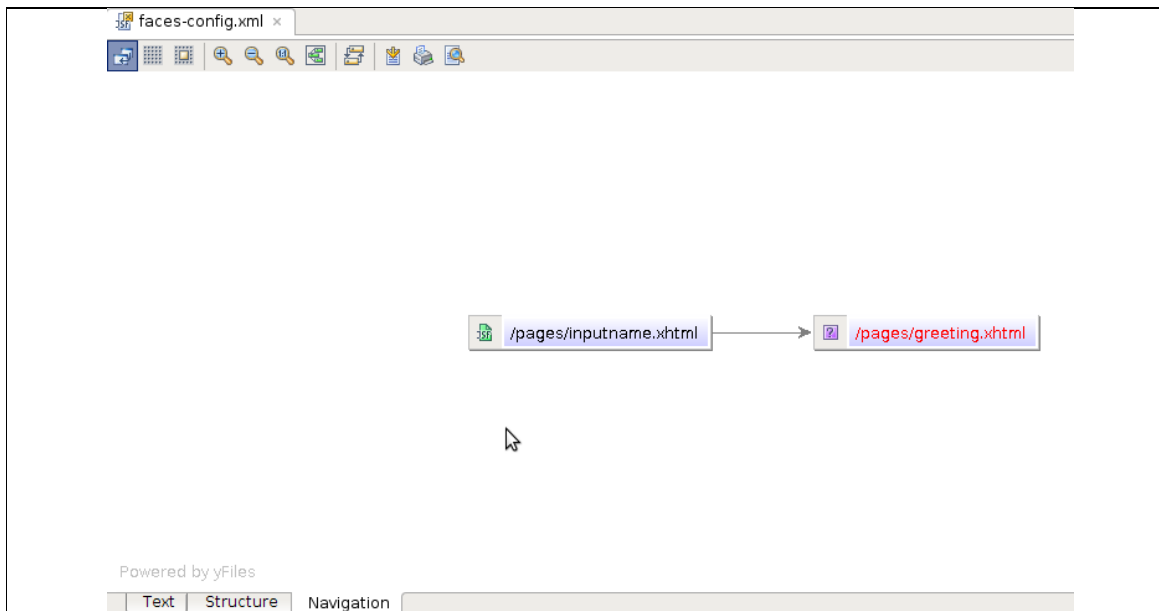 faces-config.xml ×
/pages/inputname.xhtml /pages/greeting.xhtml
Powered by yFiles
Text Structure Navigation